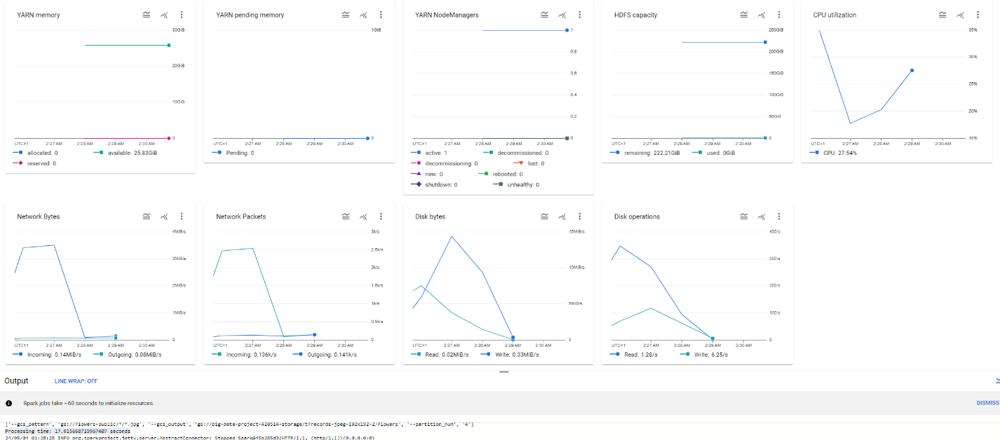 YARN memory
30GiB
20GiB
10GiB
0
UTC+1 2:27 AM 2:28 AM 2:29 AM 2:30 AM
allocated: 0 available: 25.83GiB
reserved: 0
YARN pending memory
1GiB
0
UTC+1 2:27 AM 2:28 AM 2:29 AM 2:30 AM
Pending: 0
YARN NodeManagers
1
0.8
0.6
0.4
0.2
0
UTC+1 2:27 AM 2:28 AM 2:29 AM 2:30 AM
active: 1 decommissioned: 0
decommissioning: 0 lost: 0
new: 0 rebooted: 0
shutdown: 0 unhealthy: 0
HDFS capacity
250GiB
200GiB
150GiB
100GiB
50GiB
0
UTC+1 2:27 AM 2:28 AM 2:29 AM 2:30 AM
remaining: 222.21GiB used: 0GiB
CPU utilization
35%
30%
25%
20%
15%
UTC+1 2:27 AM 2:28 AM 2:29 AM 2:30 AM
CPU: 27.54%
Network Bytes
4MiB/s
3MiB/s
2MiB/s
1MiB/s
0
UTC+1 2:27 AM 2:28 AM 2:29 AM 2:30 AM
Incoming: 0.14MiB/s Outgoing: 0.08MiB/s
Network Packets
3k/s
2.5k/s
2k/s
1.5k/s
1k/s
0.5k/s
0
UTC+1 2:27 AM 2:28 AM 2:29 AM 2:30 AM
Incoming: 0.136k/s Outgoing: 0.141k/s
Disk bytes
15MiB/s
10MiB/s
5MiB/s
0
UTC+1 2:27 AM 2:28 AM 2:29 AM 2:30 AM
Read: 0.02MiB/s Write: 0.33MiB/s
Disk operations
400/s
300/s
200/s
100/s
0
UTC+1 2:27 AM 2:28 AM 2:29 AM 2:30 AM
Read: 1.28/s Write: 6.25/s
Output LINE WRAP: OFF
Spark jobs take ~60 seconds to initialize resources. DISMISS
['--gcs_pattern', 'gs://flowers-public/*/*.jpg', '--gcs_output', 'gs://big-data-project-420514-storage/tfrecords-jpeg-192x192-2/flowers', '--partition_num', '4']
Processing time: 17.915668725967407 seconds
24/05/04 01:28:28 INFO org.sparkproject.jetty.server.AbstractConnector: Stopped Spark@45b285d3{HTTP/1.1, (http/1.1)}{0.0.0.0:0}